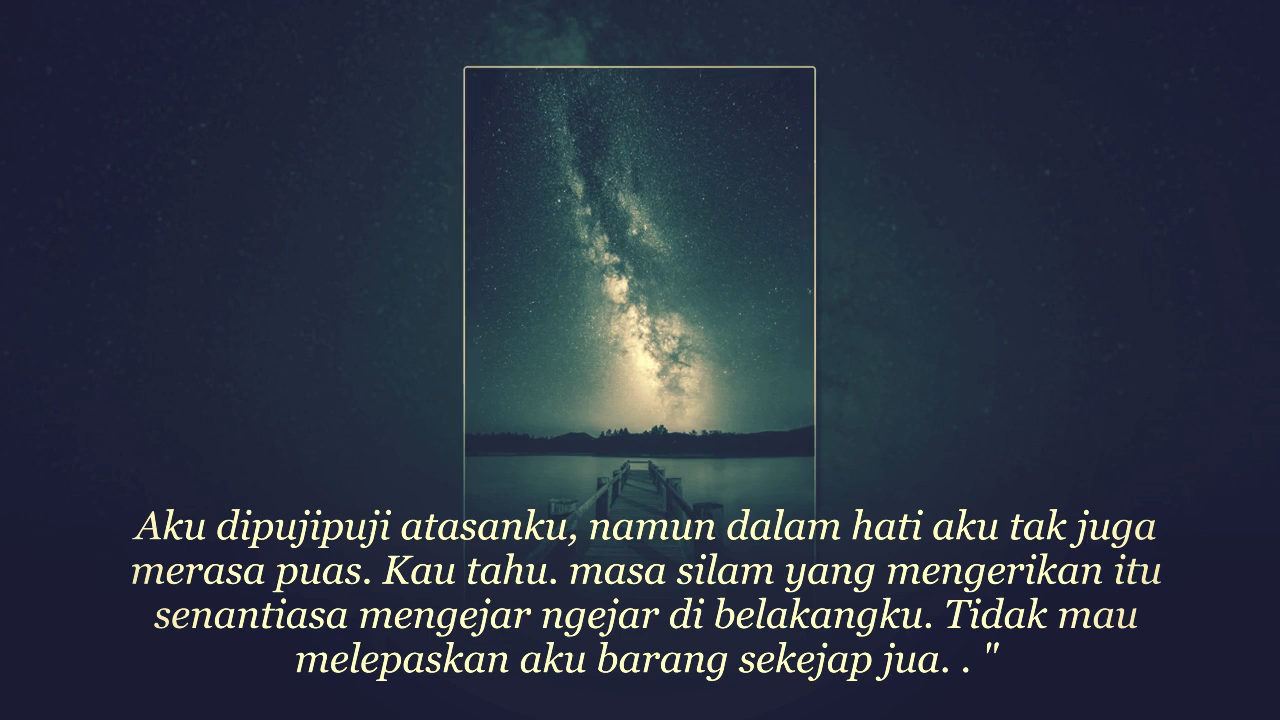 Aku dipujipuji atasanku, namun dalam hati aku tak juga
merasa puas. Kau tahu. masa silam yang mengerikan itu
senantiasa mengejar ngejar di belakangku. Tidak mau
melepaskan aku barang sekejap jua. . "